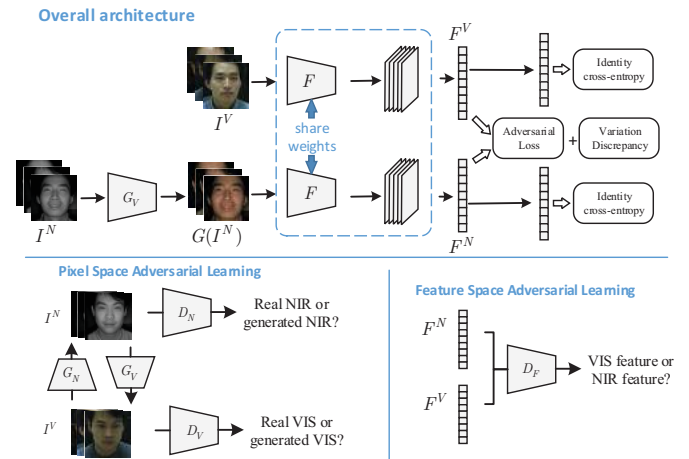 Overall architecture
I^V
F
share
weights
F
F^V
Identity
cross-entropy
Adversarial
Loss
+
Variation
Discrepancy
I^N
G_V
G(I^N)
F^N
Identity
cross-entropy
Pixel Space Adversarial Learning
I^N
D_N
Real NIR or
generated NIR?
G_N
G_V
I^V
D_V
Real VIS or
generated VIS?
Feature Space Adversarial Learning
F^N
D_F
VIS feature or
NIR feature?
F^V